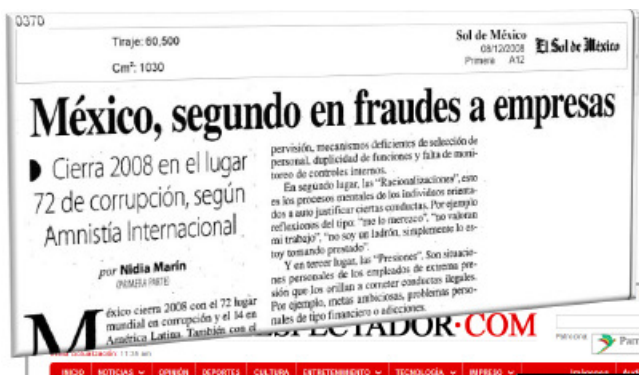 0370
Tiraje: 60,500
Cm²: 1030
Sol de México
08/12/2008
Primera A12
El Sol de México
México, segundo en fraudes a empresas
Cierra 2008 en el lugar
72 de corrupción, según
Amnistía Internacional
por Nidia Marin
(PRIMERA PARTE)
México cierra 2008 con el 72 lugar
mundial en corrupción y el 14 en
América Latina. También con el
pervisión, mecanismos deficientes de selección de
personal, duplicidad de funciones y falta de moni-
toreo de controles internos.
En segundo lugar, las "Racionalizaciones", esto
es los procesos mentales de los individuos orienta-
dos a auto justificar ciertas conductas. Por ejemplo
reflexiones del tipo: "me lo merezco", "no valoran
mi trabajo", "no soy un ladrón, simplemente lo es-
toy tomando prestado".
Y en tercer lugar, las "Presiones". Son situacio-
nes personales de los empleados de extrema pre-
sión que los orillan a cometer conductas ilegales.
Por ejemplo, metas ambiciosas, problemas perso-
nales de tipo financiero o adicciones.
ESPECTADOR·COM
Patrocina:
INICIO NOTICIAS OPINIÓN DEPORTES CULTURA ENTRETENIMIENTO TECNOLOGÍA IMPRESO